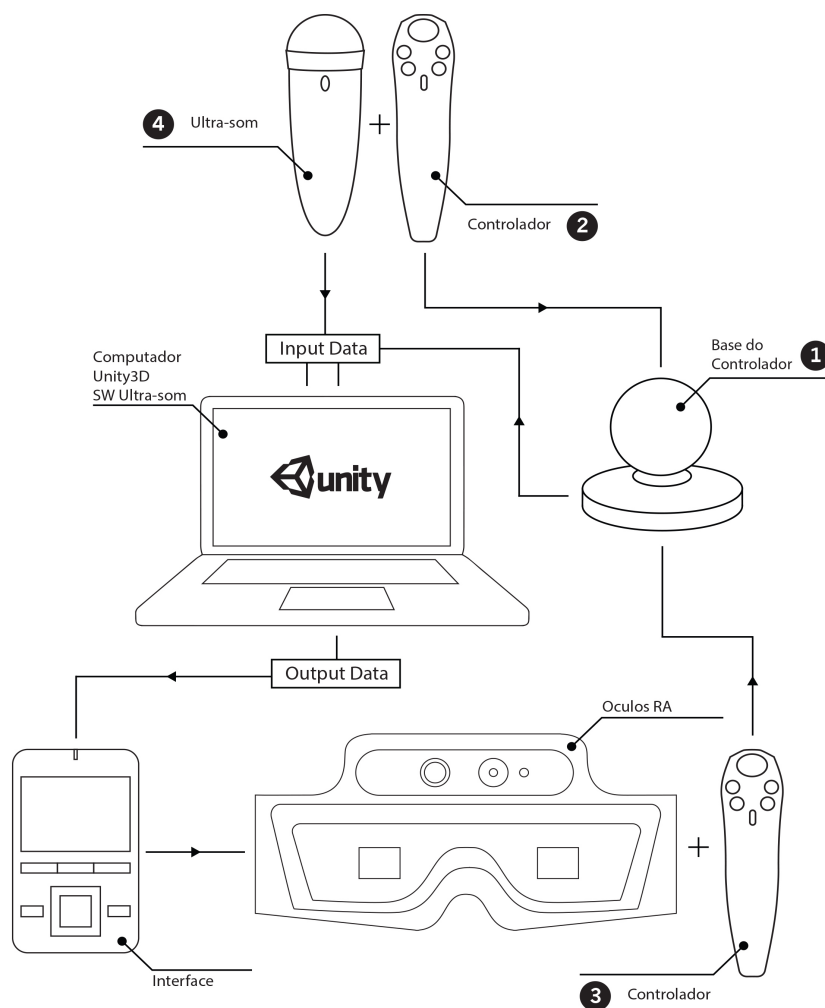 4 Ultra-som
Controlador 2
Input Data
Base do
Controlador 1
Computador
Unity3D
SW Ultra-som
unity
Output Data
Oculos RA
Interface
3 Controlador